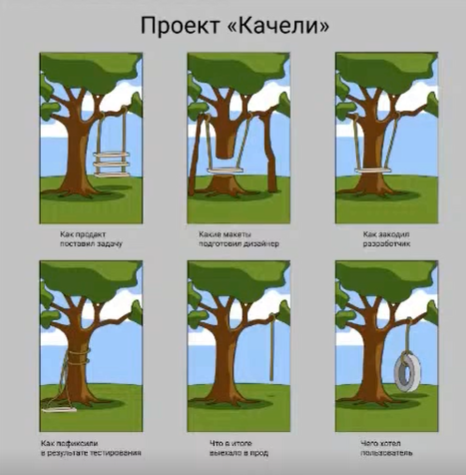 Проект «Качели»
Как продакт
поставил задачу
Какие макеты
подготовил дизайнер
Как закодил
разработчик
Как пофиксили
в результате тестирования
Что в итоге
выехало в прод
Чего хотел
пользователь